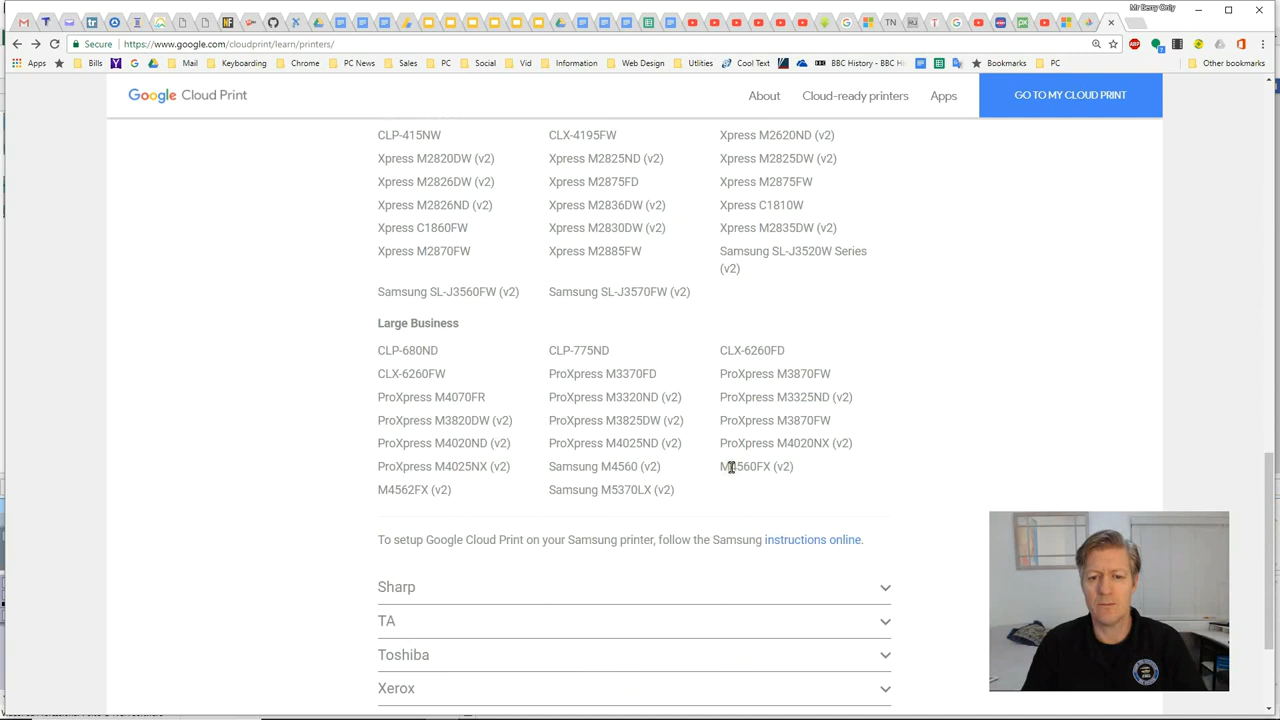 Mr Berry Only
TN
Secure https://www.google.com/cloudprint/learn/printers/
Apps Bills Mail Keyboarding Chrome PC News Sales PC Social Vid Information Web Design Utilities Cool Text BBC History - BBC Hi Bookmarks PC Other bookmarks
Google Cloud Print About Cloud-ready printers Apps GO TO MY CLOUD PRINT
CLP-415NW CLX-4195FW Xpress M2620ND (v2)
Xpress M2820DW (v2) Xpress M2825ND (v2) Xpress M2825DW (v2)
Xpress M2826DW (v2) Xpress M2875FD Xpress M2875FW
Xpress M2826ND (v2) Xpress M2836DW (v2) Xpress C1810W
Xpress C1860FW Xpress M2830DW (v2) Xpress M2835DW (v2)
Xpress M2870FW Xpress M2885FW Samsung SL-J3520W Series
(v2)
Samsung SL-J3560FW (v2) Samsung SL-J3570FW (v2)
Large Business
CLP-680ND CLP-775ND CLX-6260FD
CLX-6260FW ProXpress M3370FD ProXpress M3870FW
ProXpress M4070FR ProXpress M3320ND (v2) ProXpress M3325ND (v2)
ProXpress M3820DW (v2) ProXpress M3825DW (v2) ProXpress M3870FW
ProXpress M4020ND (v2) ProXpress M4025ND (v2) ProXpress M4020NX (v2)
ProXpress M4025NX (v2) Samsung M4560 (v2) M4560FX (v2)
M4562FX (v2) Samsung M5370LX (v2)
To setup Google Cloud Print on your Samsung printer, follow the Samsung instructions online.
Sharp
TA
Toshiba
Xerox